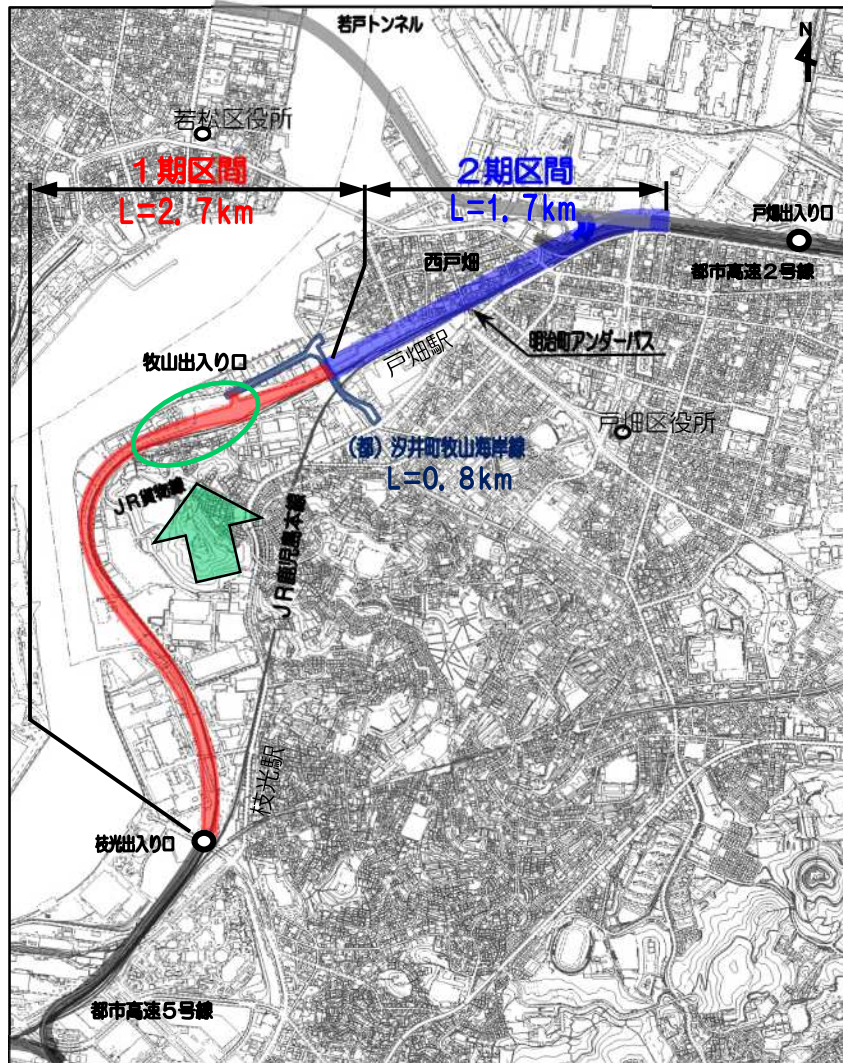 若戸トンネル
N
若松区役所
1期区間
L=2.7km
2期区間
L=1.7km
戸畑出入り口
都市高速2号線
西戸畑
明治町アンダーパス
戸畑駅
牧山出入り口
戸畑区役所
(都)汐井町牧山海岸線
L=0.8km
JR貨物線
JR鹿児島本線
枝光駅
枝光出入り口
都市高速5号線